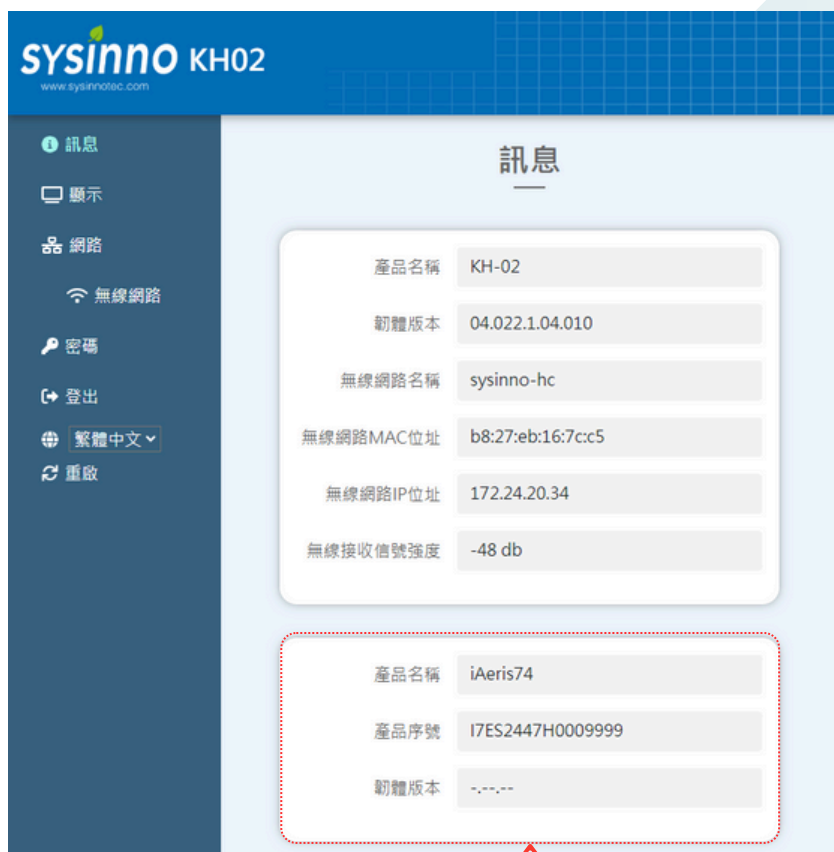 sysinno KH02
www.sysinnotec.com
訊息
顯示
網路
無線網路
密碼
登出
繁體中文
重啟
訊息
產品名稱 KH-02
韌體版本 04.022.1.04.010
無線網路名稱 sysinno-hc
無線網路MAC位址 b8:27:eb:16:7c:c5
無線網路IP位址 172.24.20.34
無線接收信號強度 -48 db
產品名稱 iAeris74
產品序號 I7ES2447H0009999
韌體版本 -.--.--